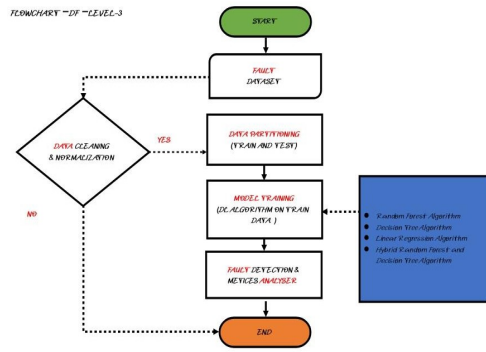 FLOWCHART – DF – LEVEL-3
START
FAULT
DATASET
DATA CLEANING
& NORMALIZATION
YES
DATA PARTITIONING
(TRAIN AND TEST)
MODEL TRAINING
(DL ALGORITHM ON TRAIN
DATA )
NO
• Random Forest Algorithm
• Decision Tree Algorithm
• Linear Regression Algorithm
• Hybrid Random Forest and
Decision Tree Algorithm
FAULT DETECTION &
METICES ANALYSER
END